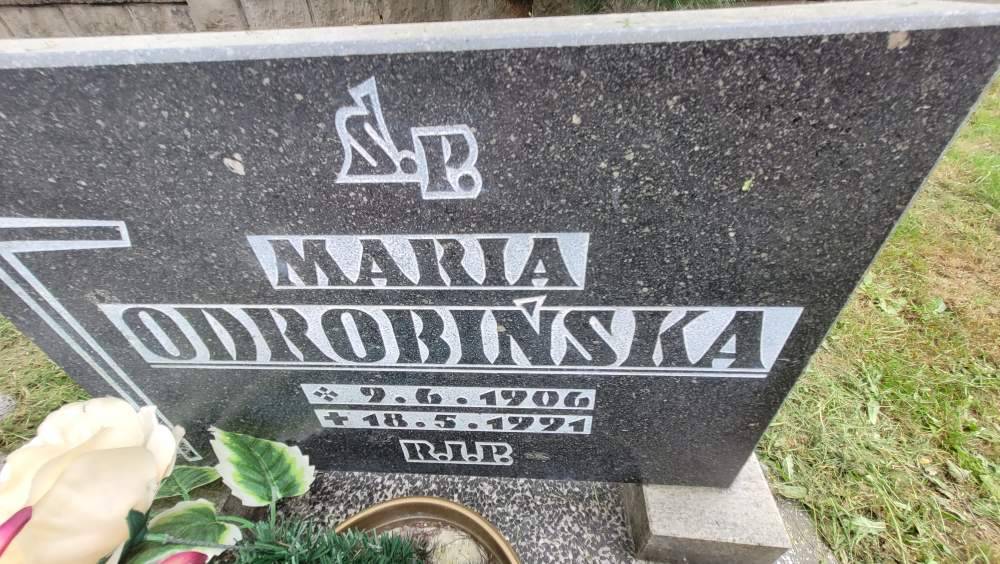 Ś.P.
MARIA
ODROBIŃSKA
✣ 9.6.1906
✝ 18.5.1991
R.I.P.